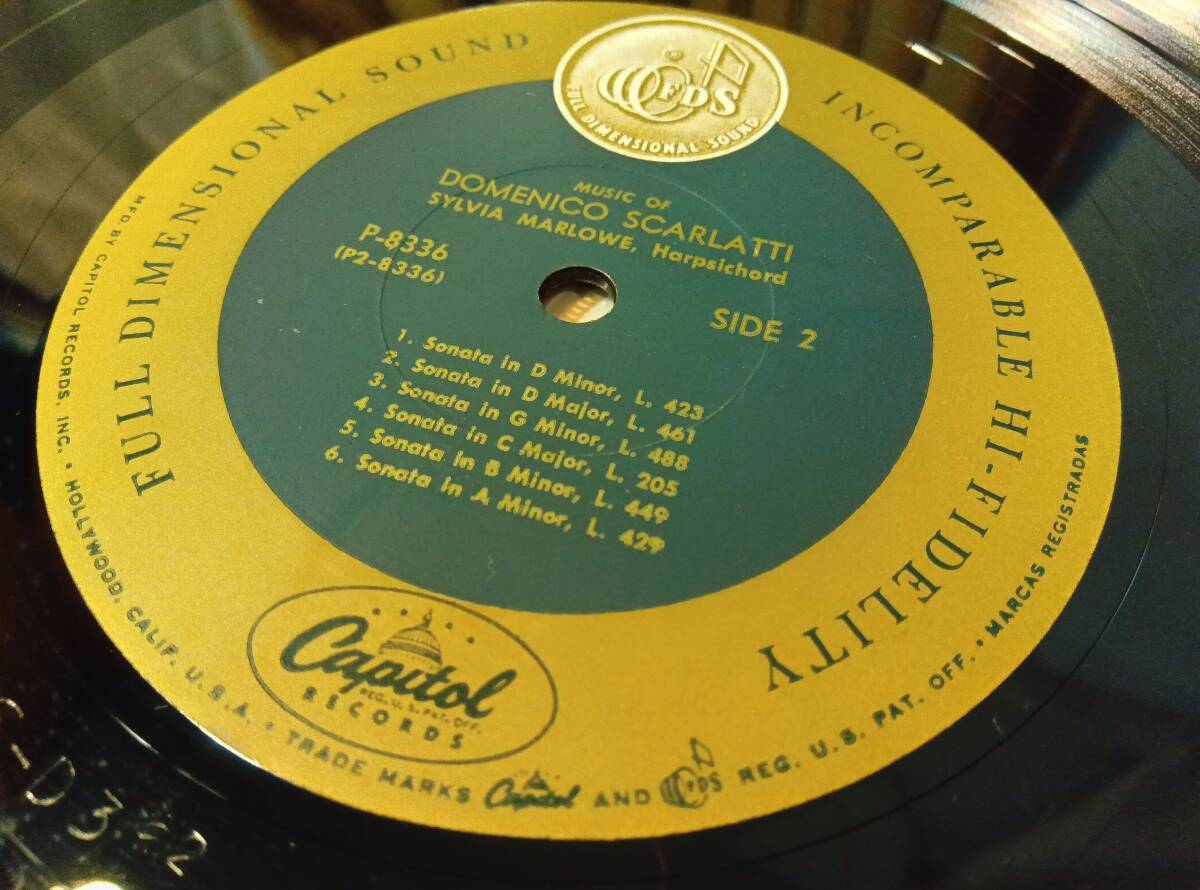 FULL DIMENSIONAL SOUND
INCOMPARABLE HI-FIDELITY
FDS
FULL DIMENSIONAL SOUND
MUSIC OF
DOMENICO SCARLATTI
SYLVIA MARLOWE, Harpsichord
P-8336
(P2-8336)
SIDE 2
1. Sonata in D Minor, L. 423
2. Sonata in D Major, L. 461
3. Sonata in G Minor, L. 488
4. Sonata in C Major, L. 205
5. Sonata in B Minor, L. 449
6. Sonata in A Minor, L. 429
Capitol
REG. U.S. PAT. OFF.
RECORDS
MFD. BY CAPITOL RECORDS, INC. • HOLLYWOOD, CALIF. U.S.A. • TRADE MARKS Capitol AND FDS REG. U.S. PAT. OFF. • MARCAS REGISTRADAS